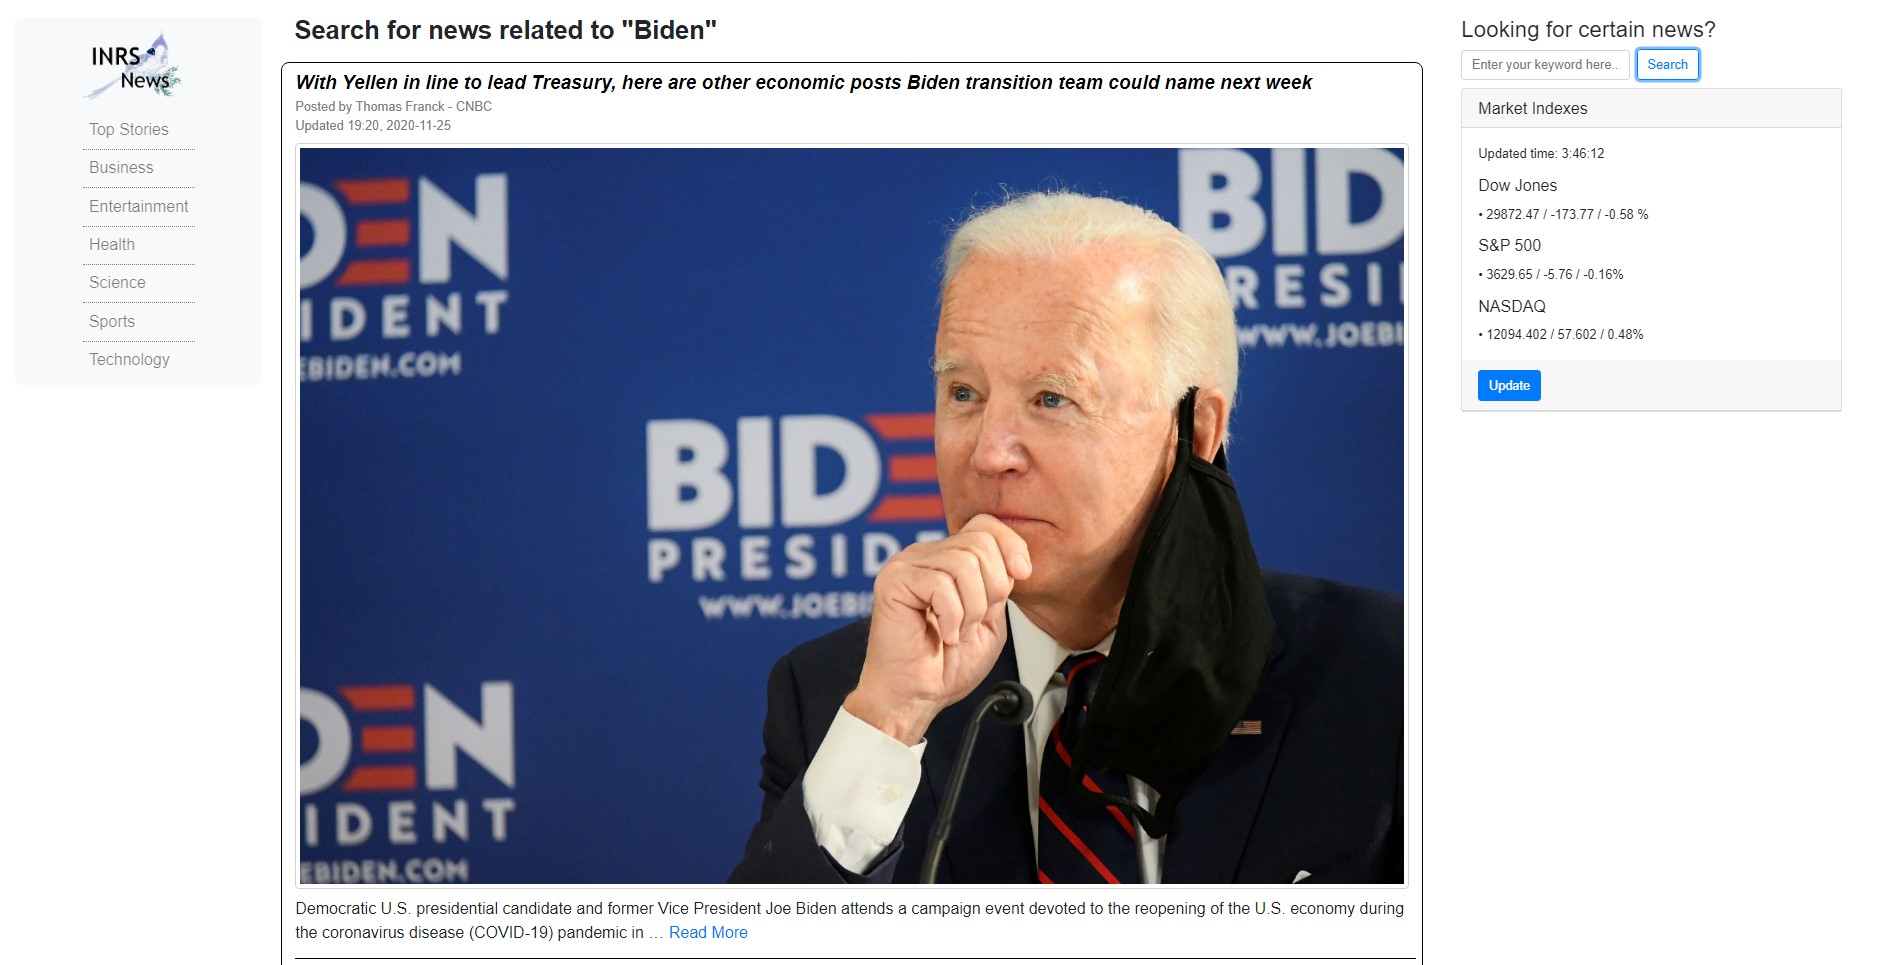 INRS
News
Top Stories
Business
Entertainment
Health
Science
Sports
Technology
Search for news related to "Biden"
With Yellen in line to lead Treasury, here are other economic posts Biden transition team could name next week
Posted by Thomas Franck - CNBC
Updated 19:20, 2020-11-25
DEN
IDENT
EBIDEN.COM
BID
RESI
WWW.JOEBI
BIDE
PRESID
WWW.JOEBI
DEN
IDENT
EBIDEN.COM
Democratic U.S. presidential candidate and former Vice President Joe Biden attends a campaign event devoted to the reopening of the U.S. economy during
the coronavirus disease (COVID-19) pandemic in … Read More
Looking for certain news?
Enter your keyword here.. Search
Market Indexes
Updated time: 3:46:12
Dow Jones
• 29872.47 / -173.77 / -0.58 %
S&P 500
• 3629.65 / -5.76 / -0.16%
NASDAQ
• 12094.402 / 57.602 / 0.48%
Update